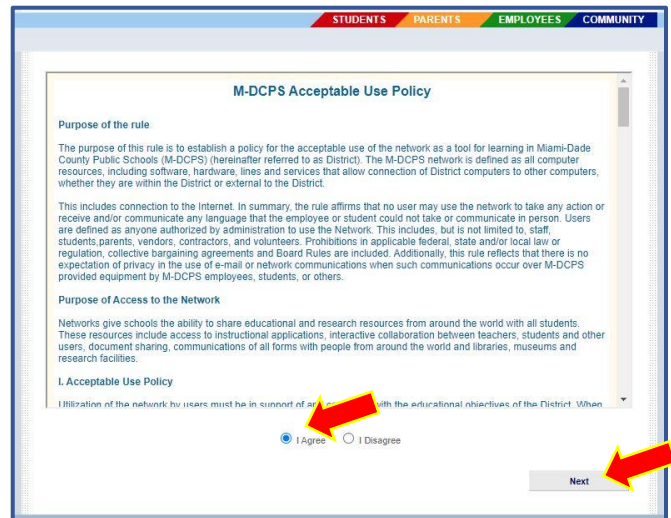 STUDENTS PARENTS EMPLOYEES COMMUNITY
M-DCPS Acceptable Use Policy
Purpose of the rule
The purpose of this rule is to establish a policy for the acceptable use of the network as a tool for learning in Miami-Dade
County Public Schools (M-DCPS) (hereinafter referred to as District). The M-DCPS network is defined as all computer
resources, including software, hardware, lines and services that allow connection of District computers to other computers,
whether they are within the District or external to the District.
This includes connection to the Internet. In summary, the rule affirms that no user may use the network to take any action or
receive and/or communicate any language that the employee or student could not take or communicate in person. Users
are defined as anyone authorized by administration to use the Network. This includes, but is not limited to, staff,
students,parents, vendors, contractors, and volunteers. Prohibitions in applicable federal, state and/or local law or
regulation, collective bargaining agreements and Board Rules are included. Additionally, this rule reflects that there is no
expectation of privacy in the use of e-mail or network communications when such communications occur over M-DCPS
provided equipment by M-DCPS employees, students, or others.
Purpose of Access to the Network
Networks give schools the ability to share educational and research resources from around the world with all students.
These resources include access to instructional applications, interactive collaboration between teachers, students and other
users, document sharing, communications of all forms with people from around the world and libraries, museums and
research facilities.
I. Acceptable Use Policy
Utilization of the network by users must be in support of and with the educational objectives of the District. When
I Agree I Disagree
Next